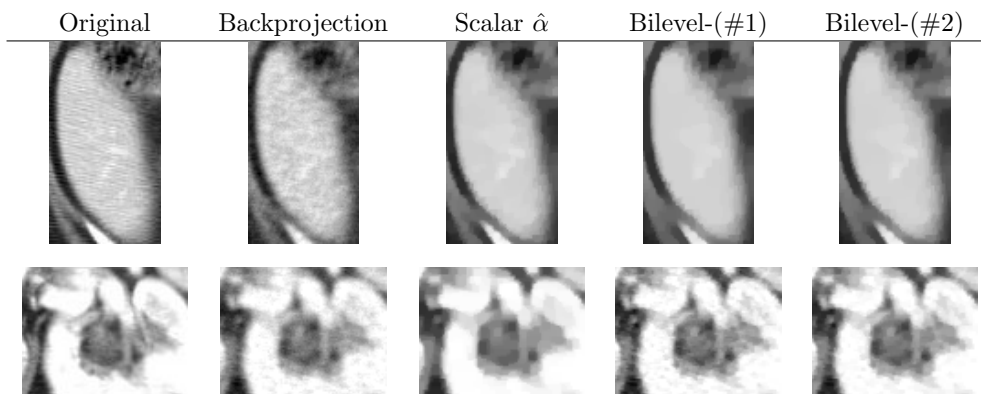 Original Backprojection Scalar α̂ Bilevel-(#1) Bilevel-(#2)